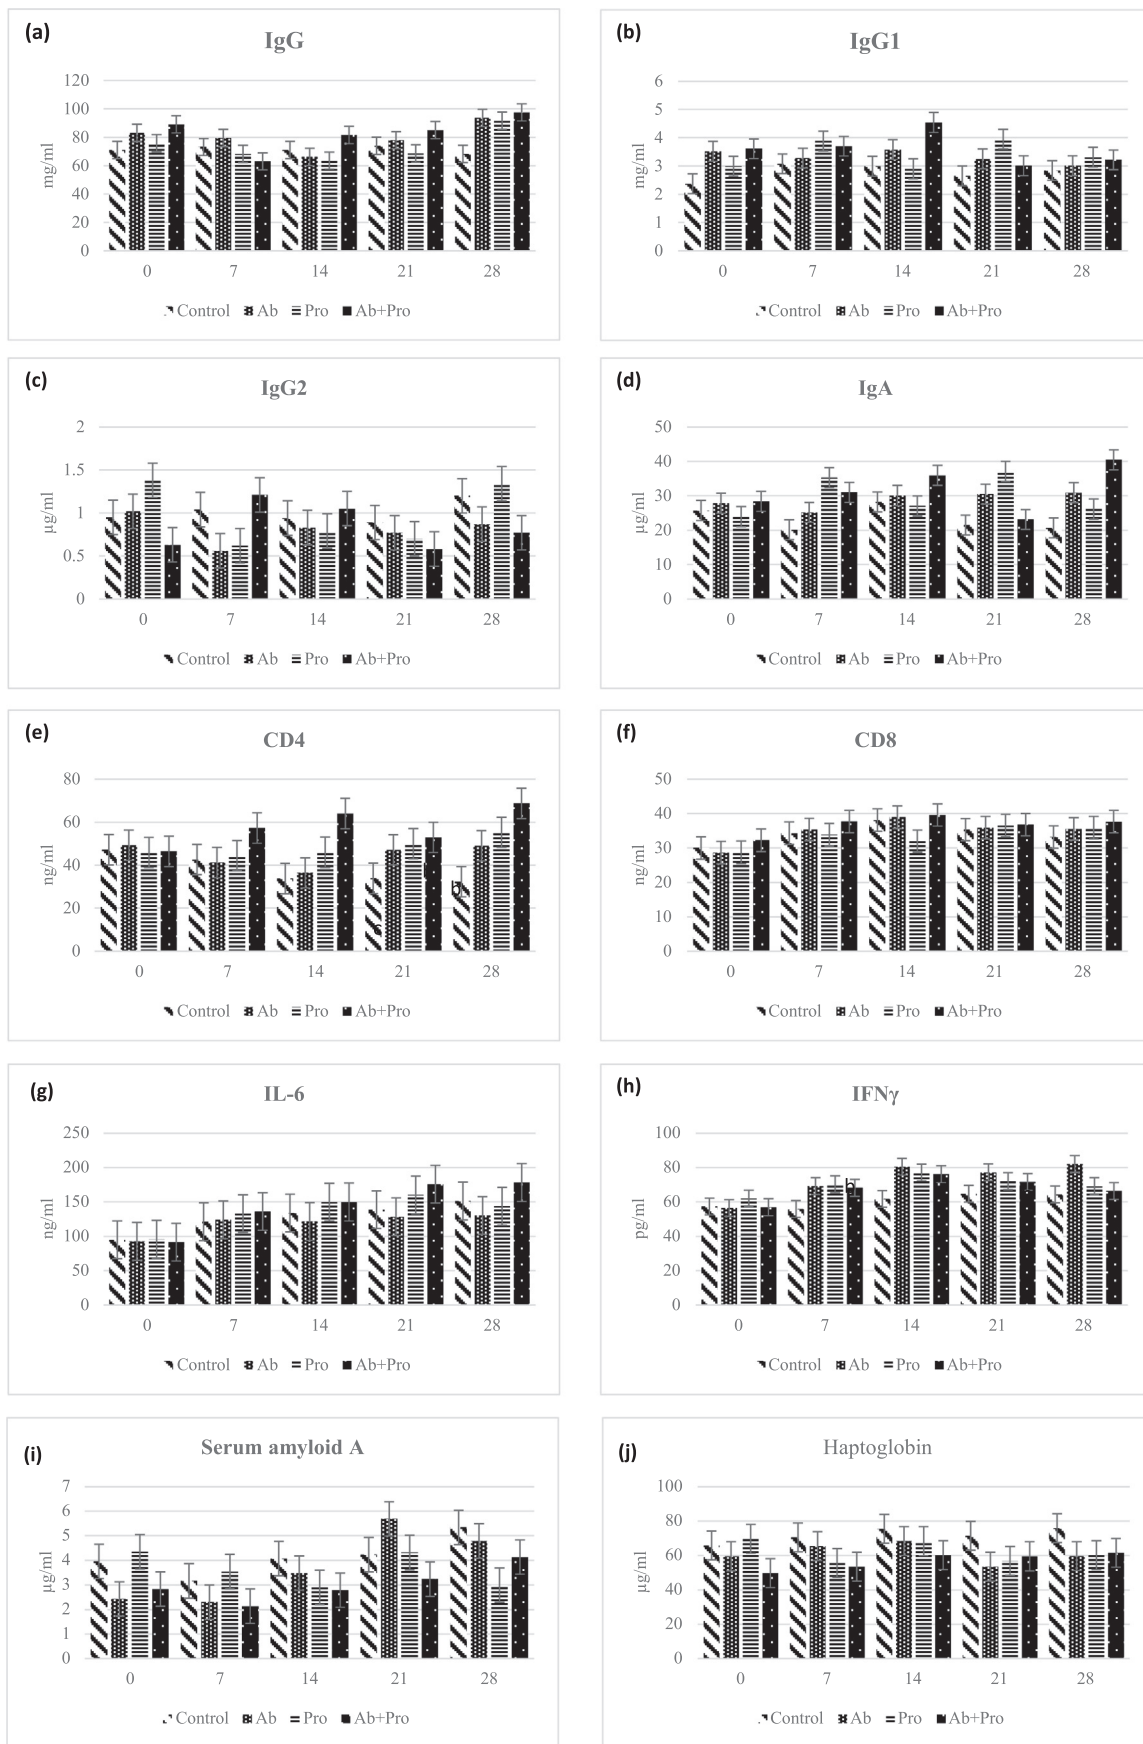 (a)
IgG
120
100
80
60
40
20
0
mg/ml
0 7 14 21 28
Control Ab Pro Ab+Pro
(b)
IgG1
6
5
4
3
2
1
0
mg/ml
0 7 14 21 28
Control Ab Pro Ab+Pro
(c)
IgG2
2
1.5
1
0.5
0
µg/ml
0 7 14 21 28
Control Ab Pro Ab+Pro
(d)
IgA
50
40
30
20
10
0
µg/ml
0 7 14 21 28
Control Ab Pro Ab+Pro
(e)
CD4
80
60
40
20
0
ng/ml
b
0 7 14 21 28
Control Ab Pro Ab+Pro
(f)
CD8
50
40
30
20
10
0
ng/ml
0 7 14 21 28
Control Ab Pro Ab+Pro
(g)
IL-6
250
200
150
100
50
0
ng/ml
0 7 14 21 28
Control Ab Pro Ab+Pro
(h)
IFNγ
100
80
60
40
20
0
pg/ml
b
0 7 14 21 28
Control Ab Pro Ab+Pro
(i)
Serum amyloid A
7
6
5
4
3
2
1
0
µg/ml
0 7 14 21 28
Control Ab Pro Ab+Pro
(j)
Haptoglobin
100
80
60
40
20
0
µg/ml
0 7 14 21 28
Control Ab Pro Ab+Pro